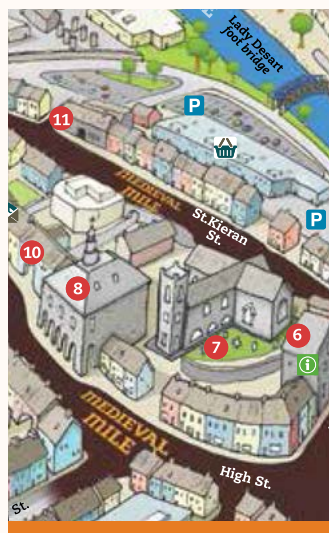 E
Lady Desart
foot bridge
P
11
MEDIEVAL
MILE
St.Kieran
St.
P
10
8
7
6
i
MEDIEVAL
MILE
High St.
St.